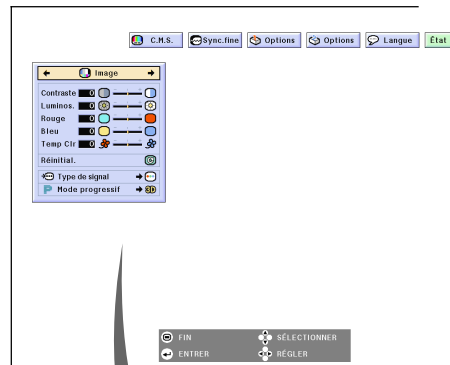 C.M.S. Sync.fine Options Options Langue État
Image
Contraste 0
Luminos. 0
Rouge 0
Bleu 0
Temp Clr 0
Réinitial.
Type de signal
P Mode progressif 3D
FIN SÉLECTIONNER
ENTRER RÉGLER